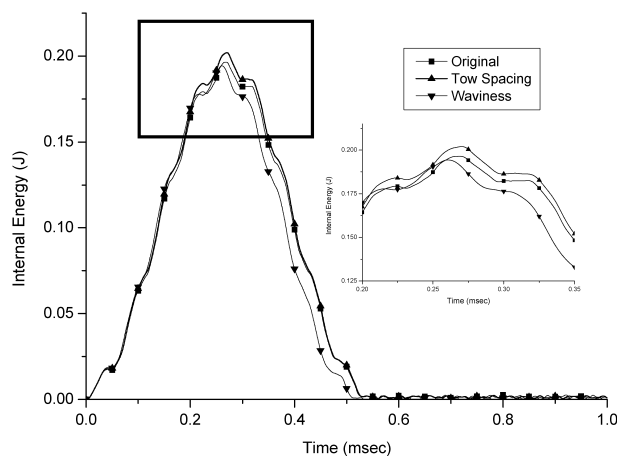 Original
Tow Spacing
Waviness
Internal Energy (J)
0.20
0.15
0.10
0.05
0.00
0.0
0.2
0.4
0.6
0.8
1.0
Time (msec)
Internal Energy (J)
0.200
0.175
0.150
0.125
0.20
0.25
0.30
0.35
Time (msec)